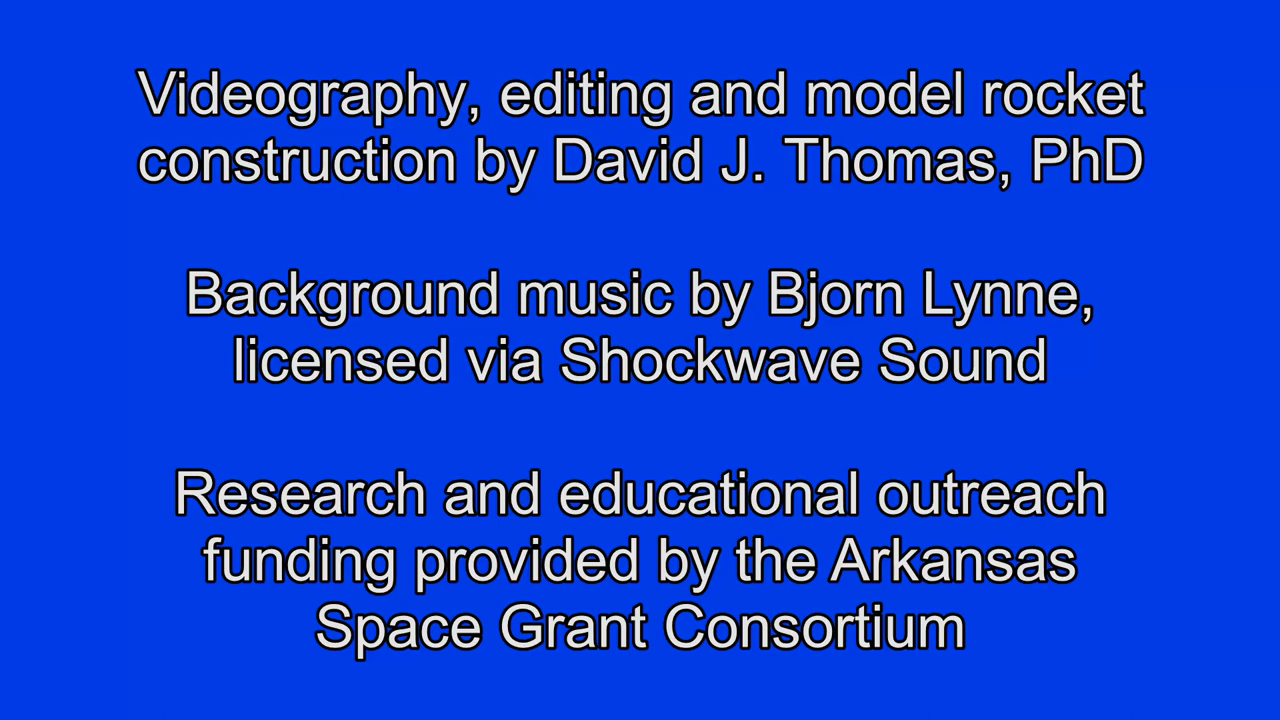 Videography, editing and model rocket
construction by David J. Thomas, PhD
Background music by Bjorn Lynne,
licensed via Shockwave Sound
Research and educational outreach
funding provided by the Arkansas
Space Grant Consortium